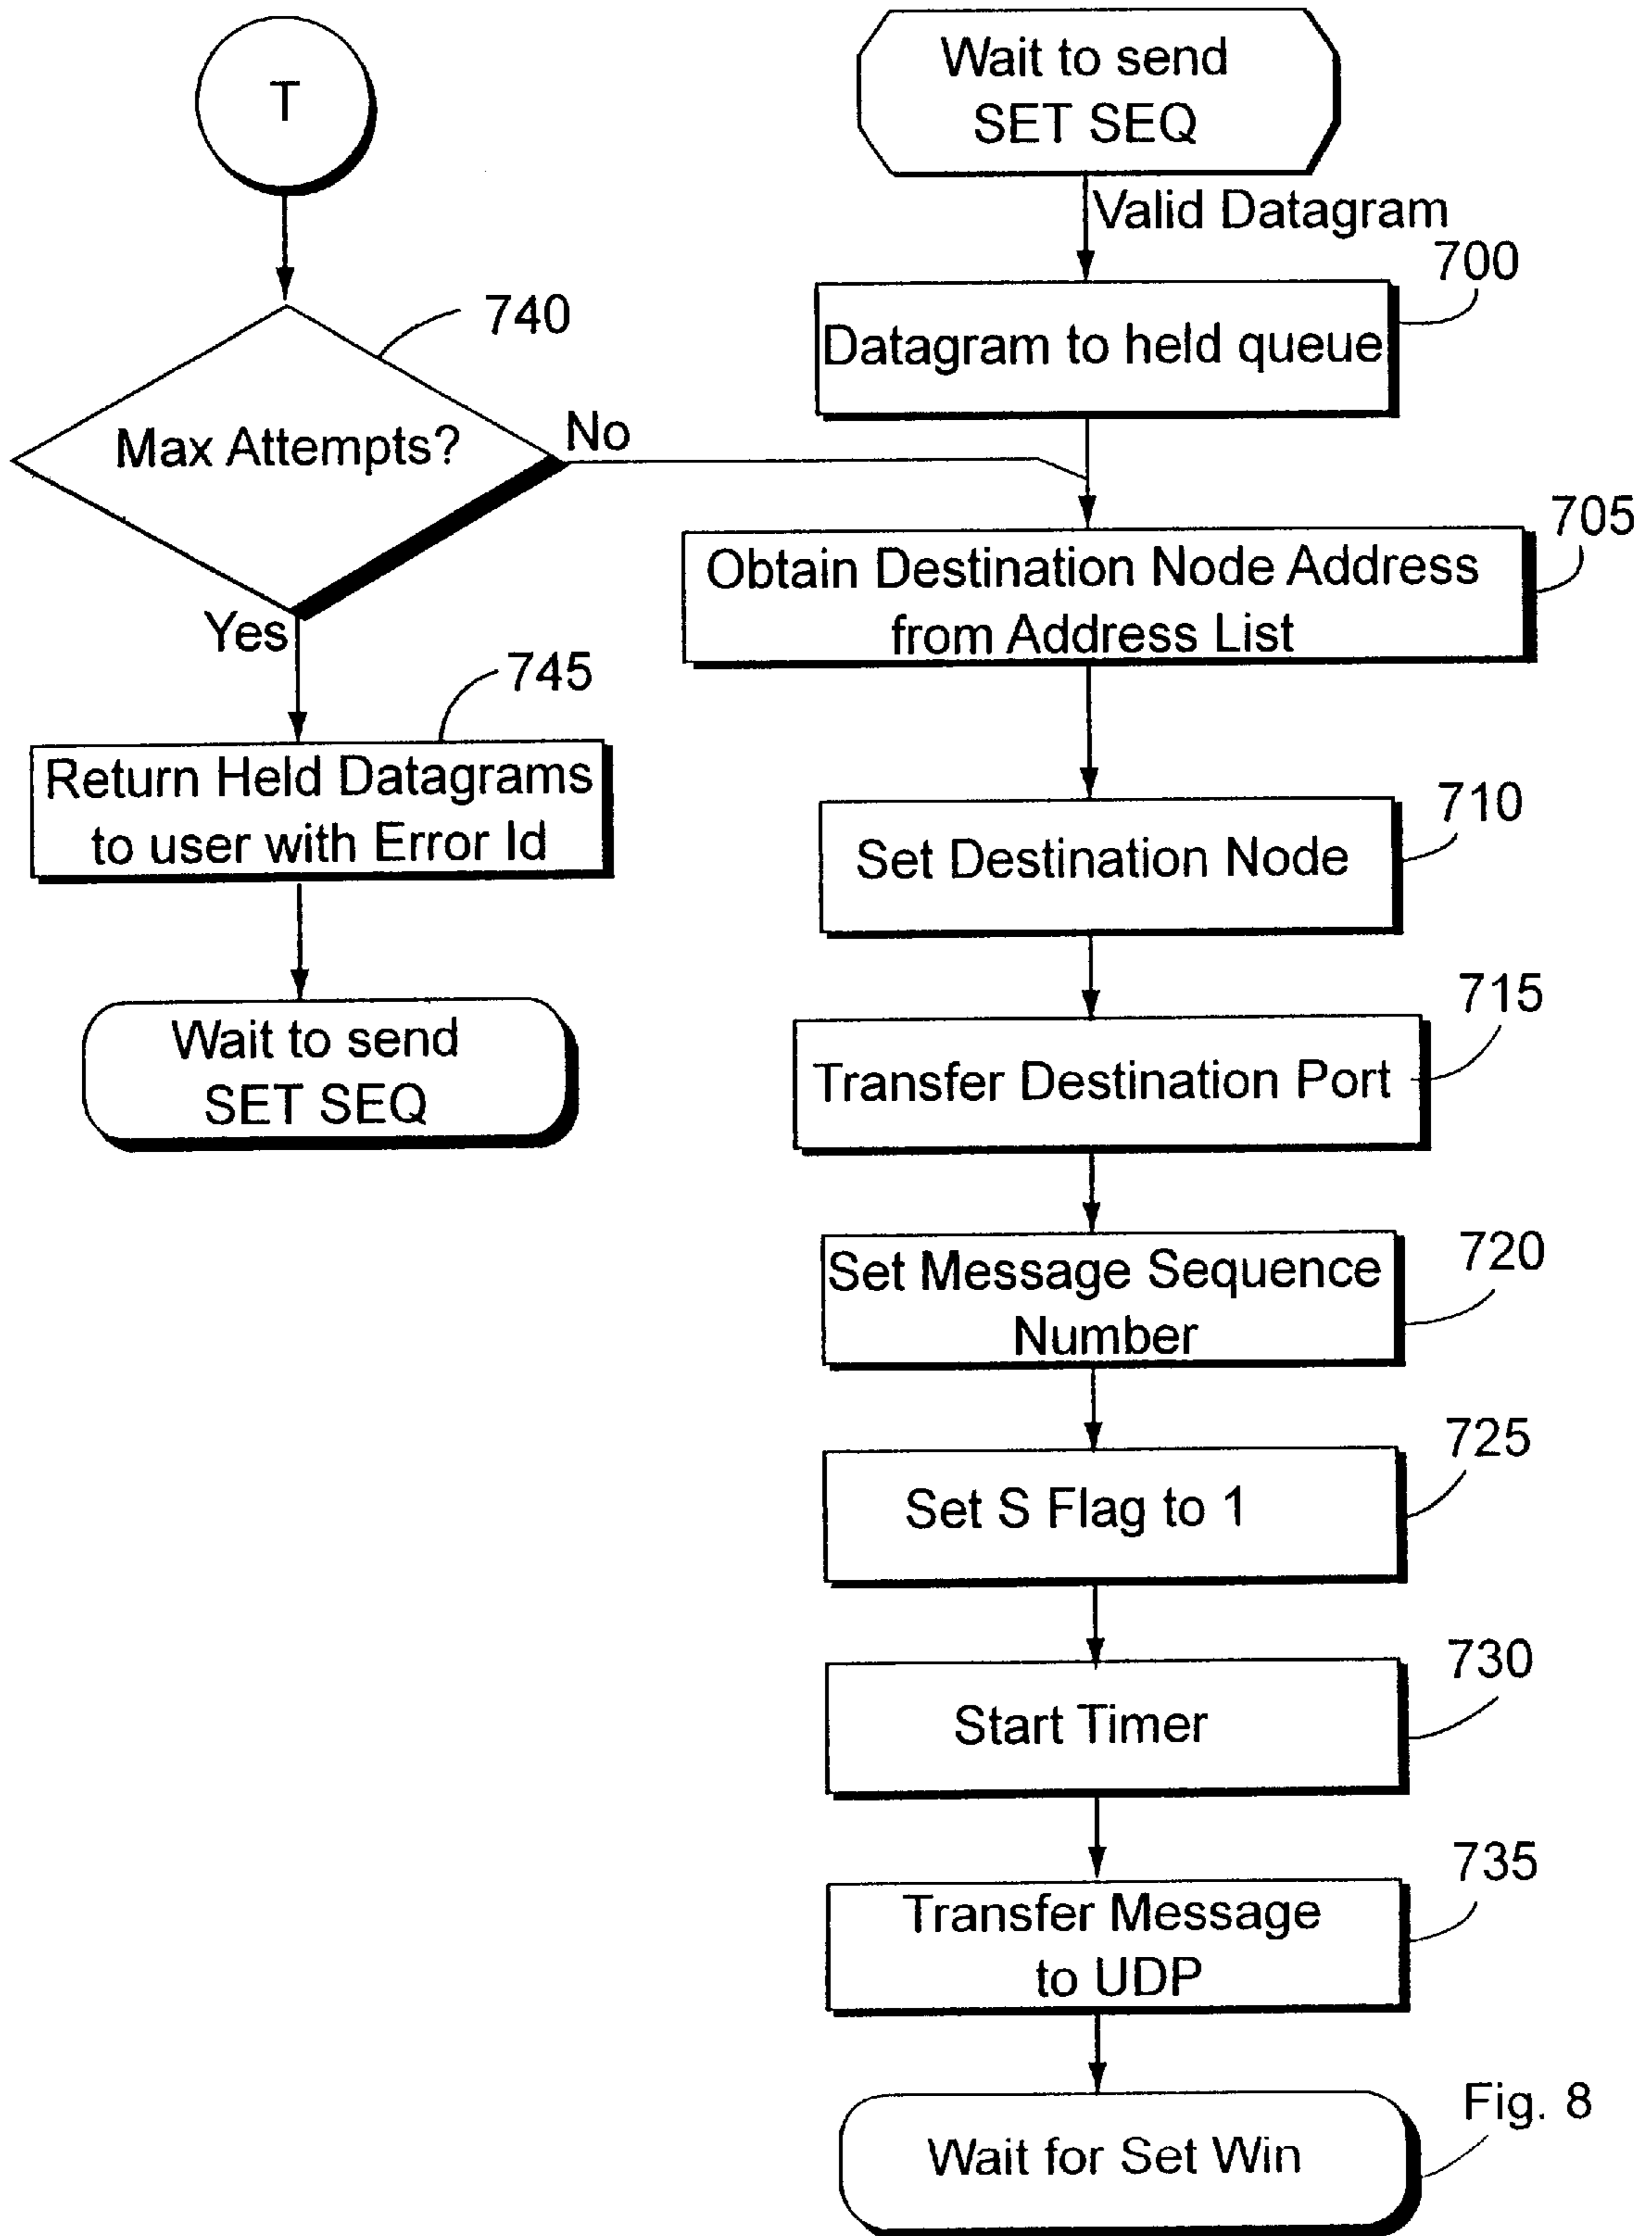 T
740
Max Attempts?
No
Yes
745
Return Held Datagrams
to user with Error Id
Wait to send
SET SEQ
Wait to send
SET SEQ
Valid Datagram
700
Datagram to held queue
705
Obtain Destination Node Address
from Address List
710
Set Destination Node
715
Transfer Destination Port
720
Set Message Sequence
Number
725
Set S Flag to 1
730
Start Timer
735
Transfer Message
to UDP
Fig. 8
Wait for Set Win